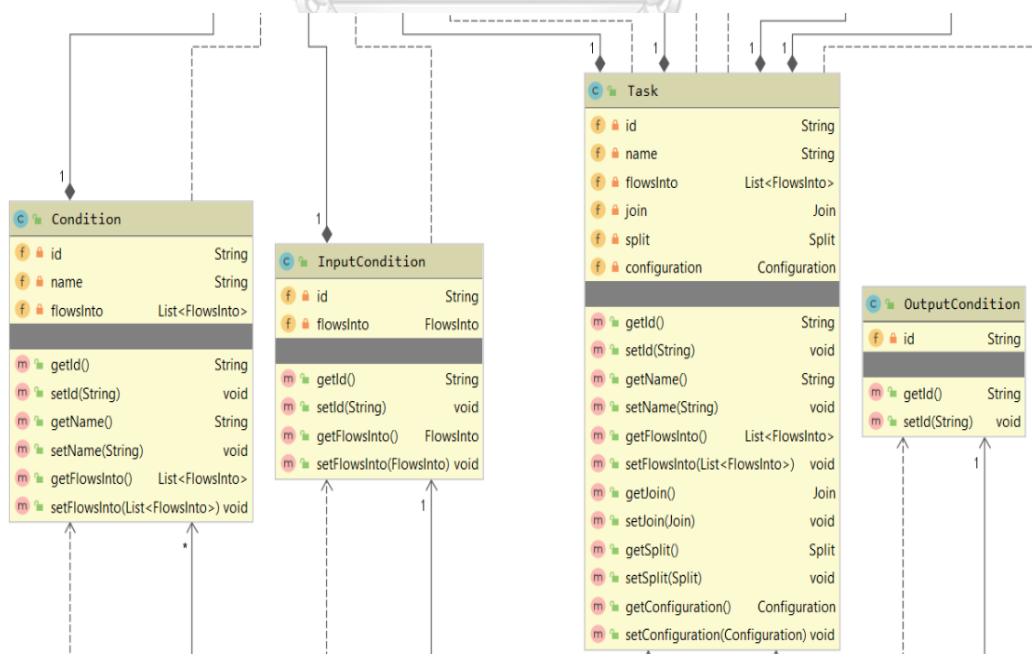 1
1
1
1
C Task
f id String
f name String
f flowsInto List<FlowsInto>
f join Join
f split Split
f configuration Configuration
m getId() String
m setId(String) void
m getName() String
m setName(String) void
m getFlowsInto() List<FlowsInto>
m setFlowsInto(List<FlowsInto>) void
m getJoin() Join
m setJoin(Join) void
m getSplit() Split
m setSplit(Split) void
m getConfiguration() Configuration
m setConfiguration(Configuration) void
1
C Condition
f id String
f name String
f flowsInto List<FlowsInto>
m getId() String
m setId(String) void
m getName() String
m setName(String) void
m getFlowsInto() List<FlowsInto>
m setFlowsInto(List<FlowsInto>) void
*
1
C InputCondition
f id String
f flowsInto FlowsInto
m getId() String
m setId(String) void
m getFlowsInto() FlowsInto
m setFlowsInto(FlowsInto) void
1
C OutputCondition
f id String
m getId() String
m setId(String) void
1